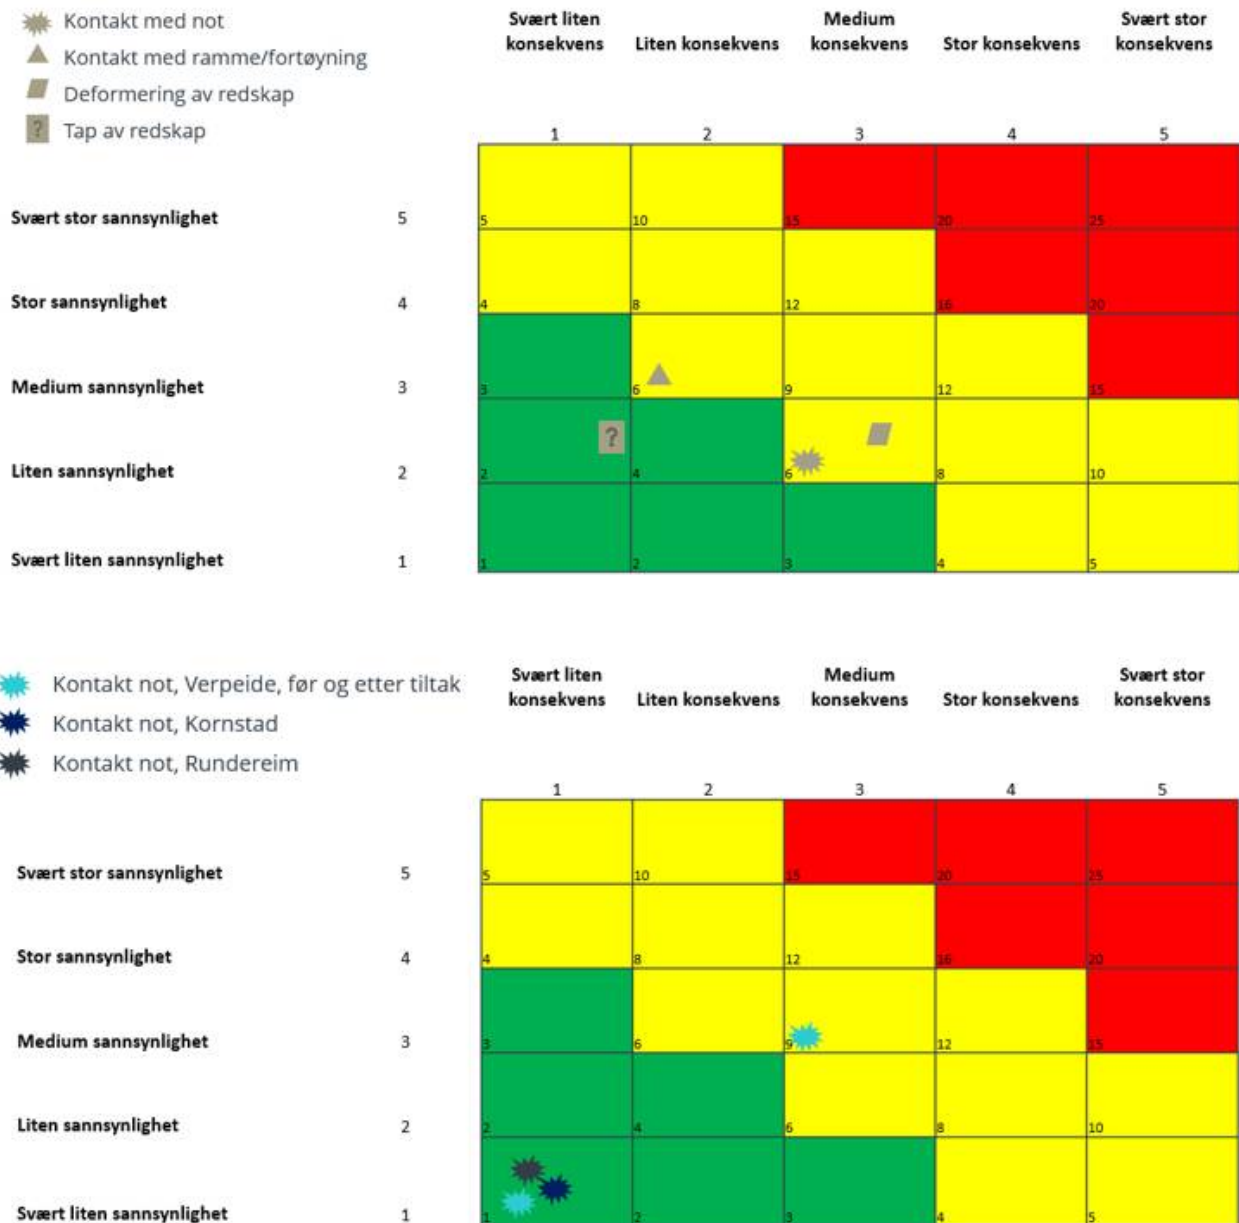 Kontakt med not
Kontakt med ramme/fortøyning
Deformering av redskap
? Tap av redskap
Svært liten konsekvens
Liten konsekvens
Medium konsekvens
Stor konsekvens
Svært stor konsekvens
1 2 3 4 5
Svært stor sannsynlighet 5 5 10 15 20 25
Stor sannsynlighet 4 4 8 12 16 20
Medium sannsynlighet 3 3 6 9 12 15
?
Liten sannsynlighet 2 2 4 6 8 10
Svært liten sannsynlighet 1 1 2 3 4 5
Kontakt not, Verpeide, før og etter tiltak
Kontakt not, Kornstad
Kontakt not, Rundereim
Svært liten konsekvens
Liten konsekvens
Medium konsekvens
Stor konsekvens
Svært stor konsekvens
1 2 3 4 5
Svært stor sannsynlighet 5 5 10 15 20 25
Stor sannsynlighet 4 4 8 12 16 20
Medium sannsynlighet 3 3 6 9 12 15
Liten sannsynlighet 2 2 4 6 8 10
Svært liten sannsynlighet 1 1 2 3 4 5